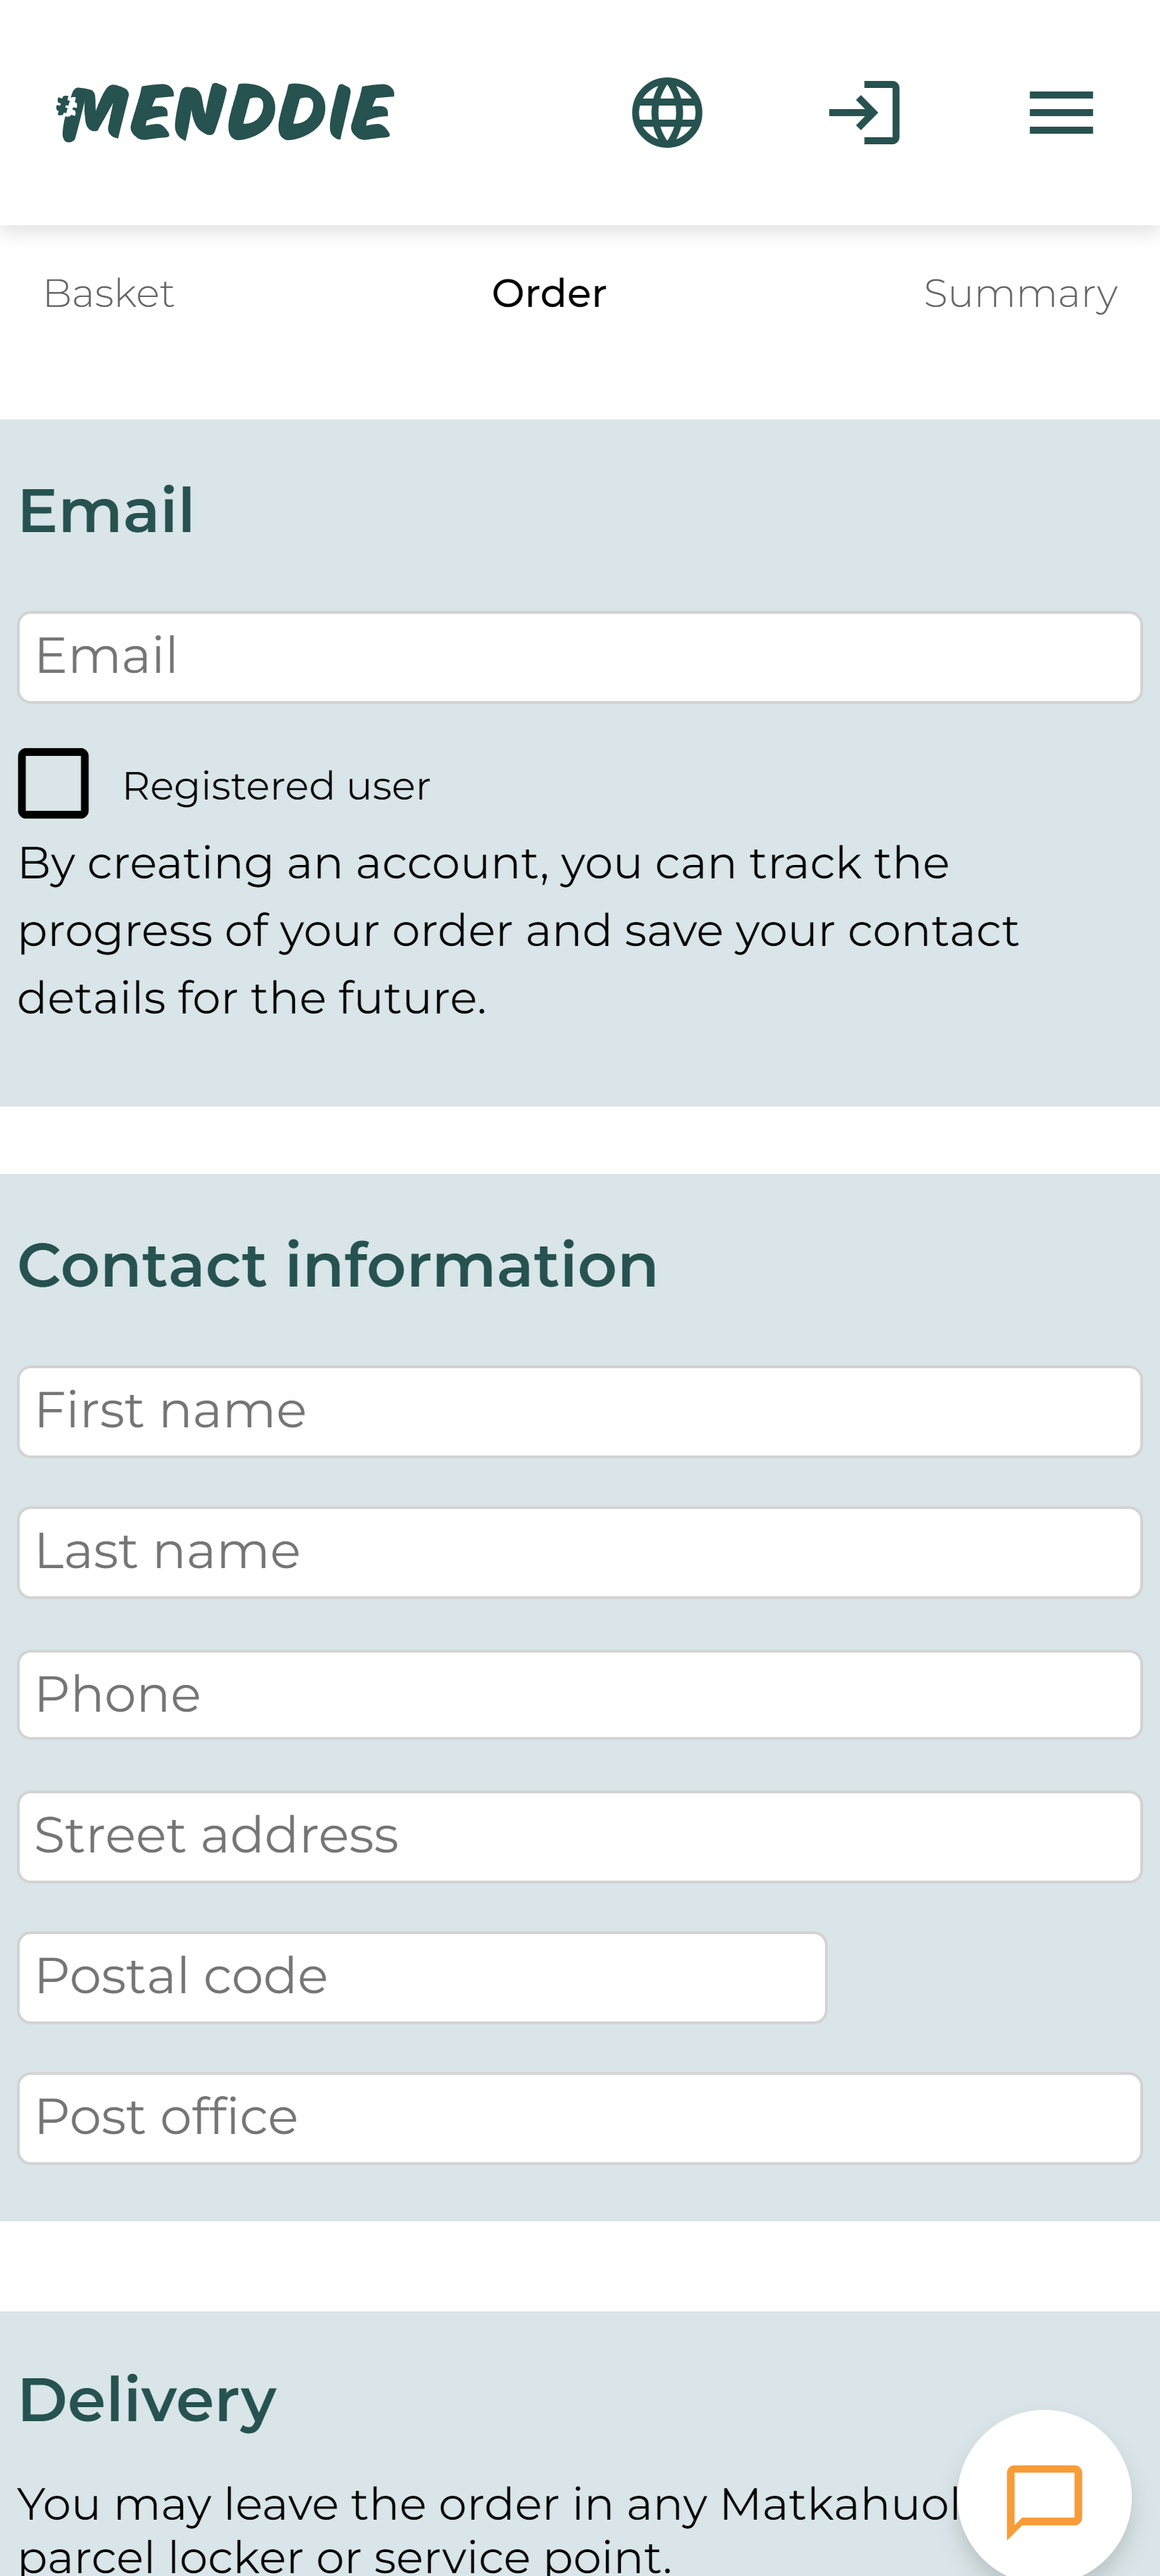 #MENDDIE
Basket Order Summary
Email
Email
Registered user
By creating an account, you can track the
progress of your order and save your contact
details for the future.
Contact information
First name
Last name
Phone
Street address
Postal code
Post office
Delivery
You may leave the order in any Matkahuol
parcel locker or service point.